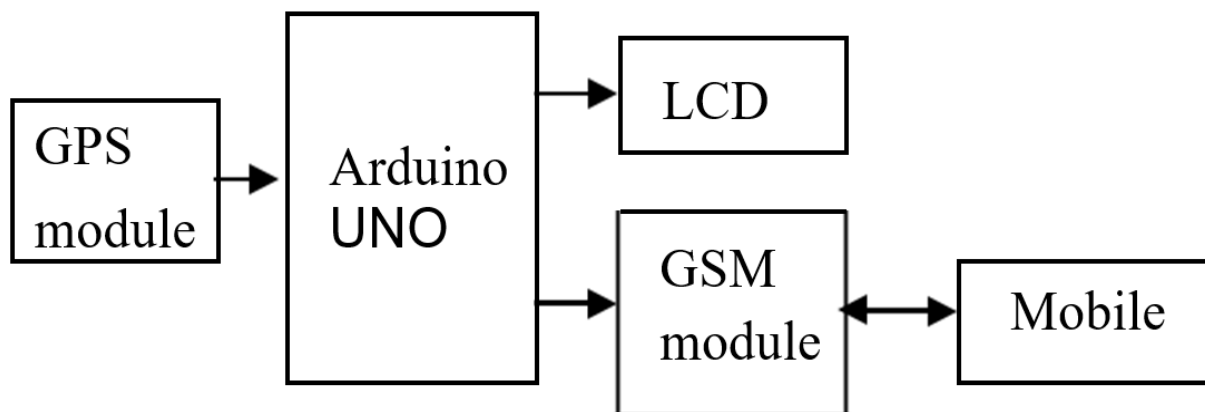 GPS
module
Arduino
UNO
LCD
GSM
module
Mobile